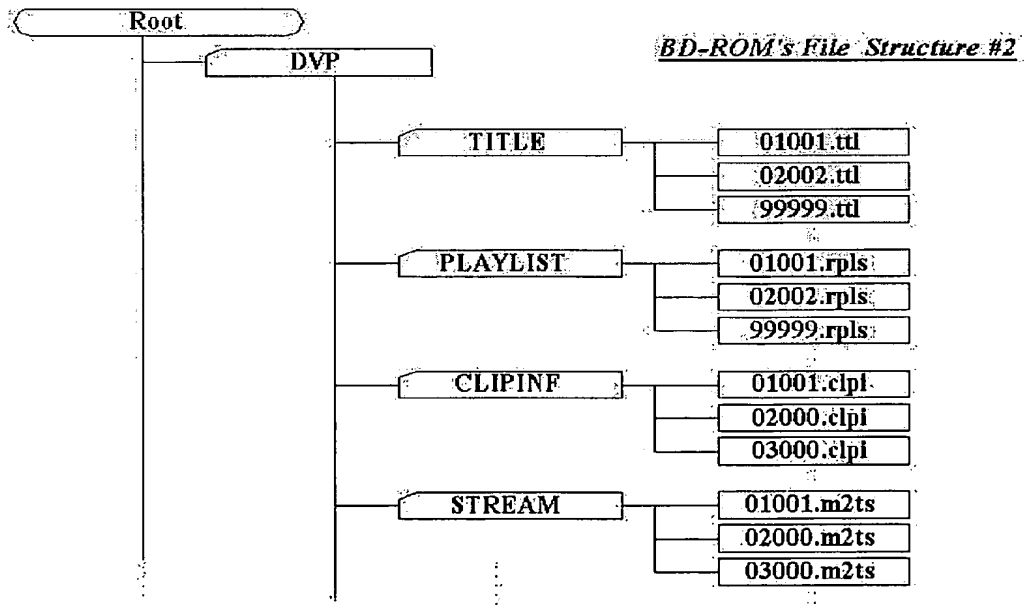 Root
BD-ROM's File Structure #2
DVP
TITLE
01001.ttl
02002.ttl
99999.ttl
PLAYLIST
01001.rpls
02002.rpls
99999.rpls
CLIPINF
01001.clpi
02000.clpi
03000.clpi
STREAM
01001.m2ts
02000.m2ts
03000.m2ts